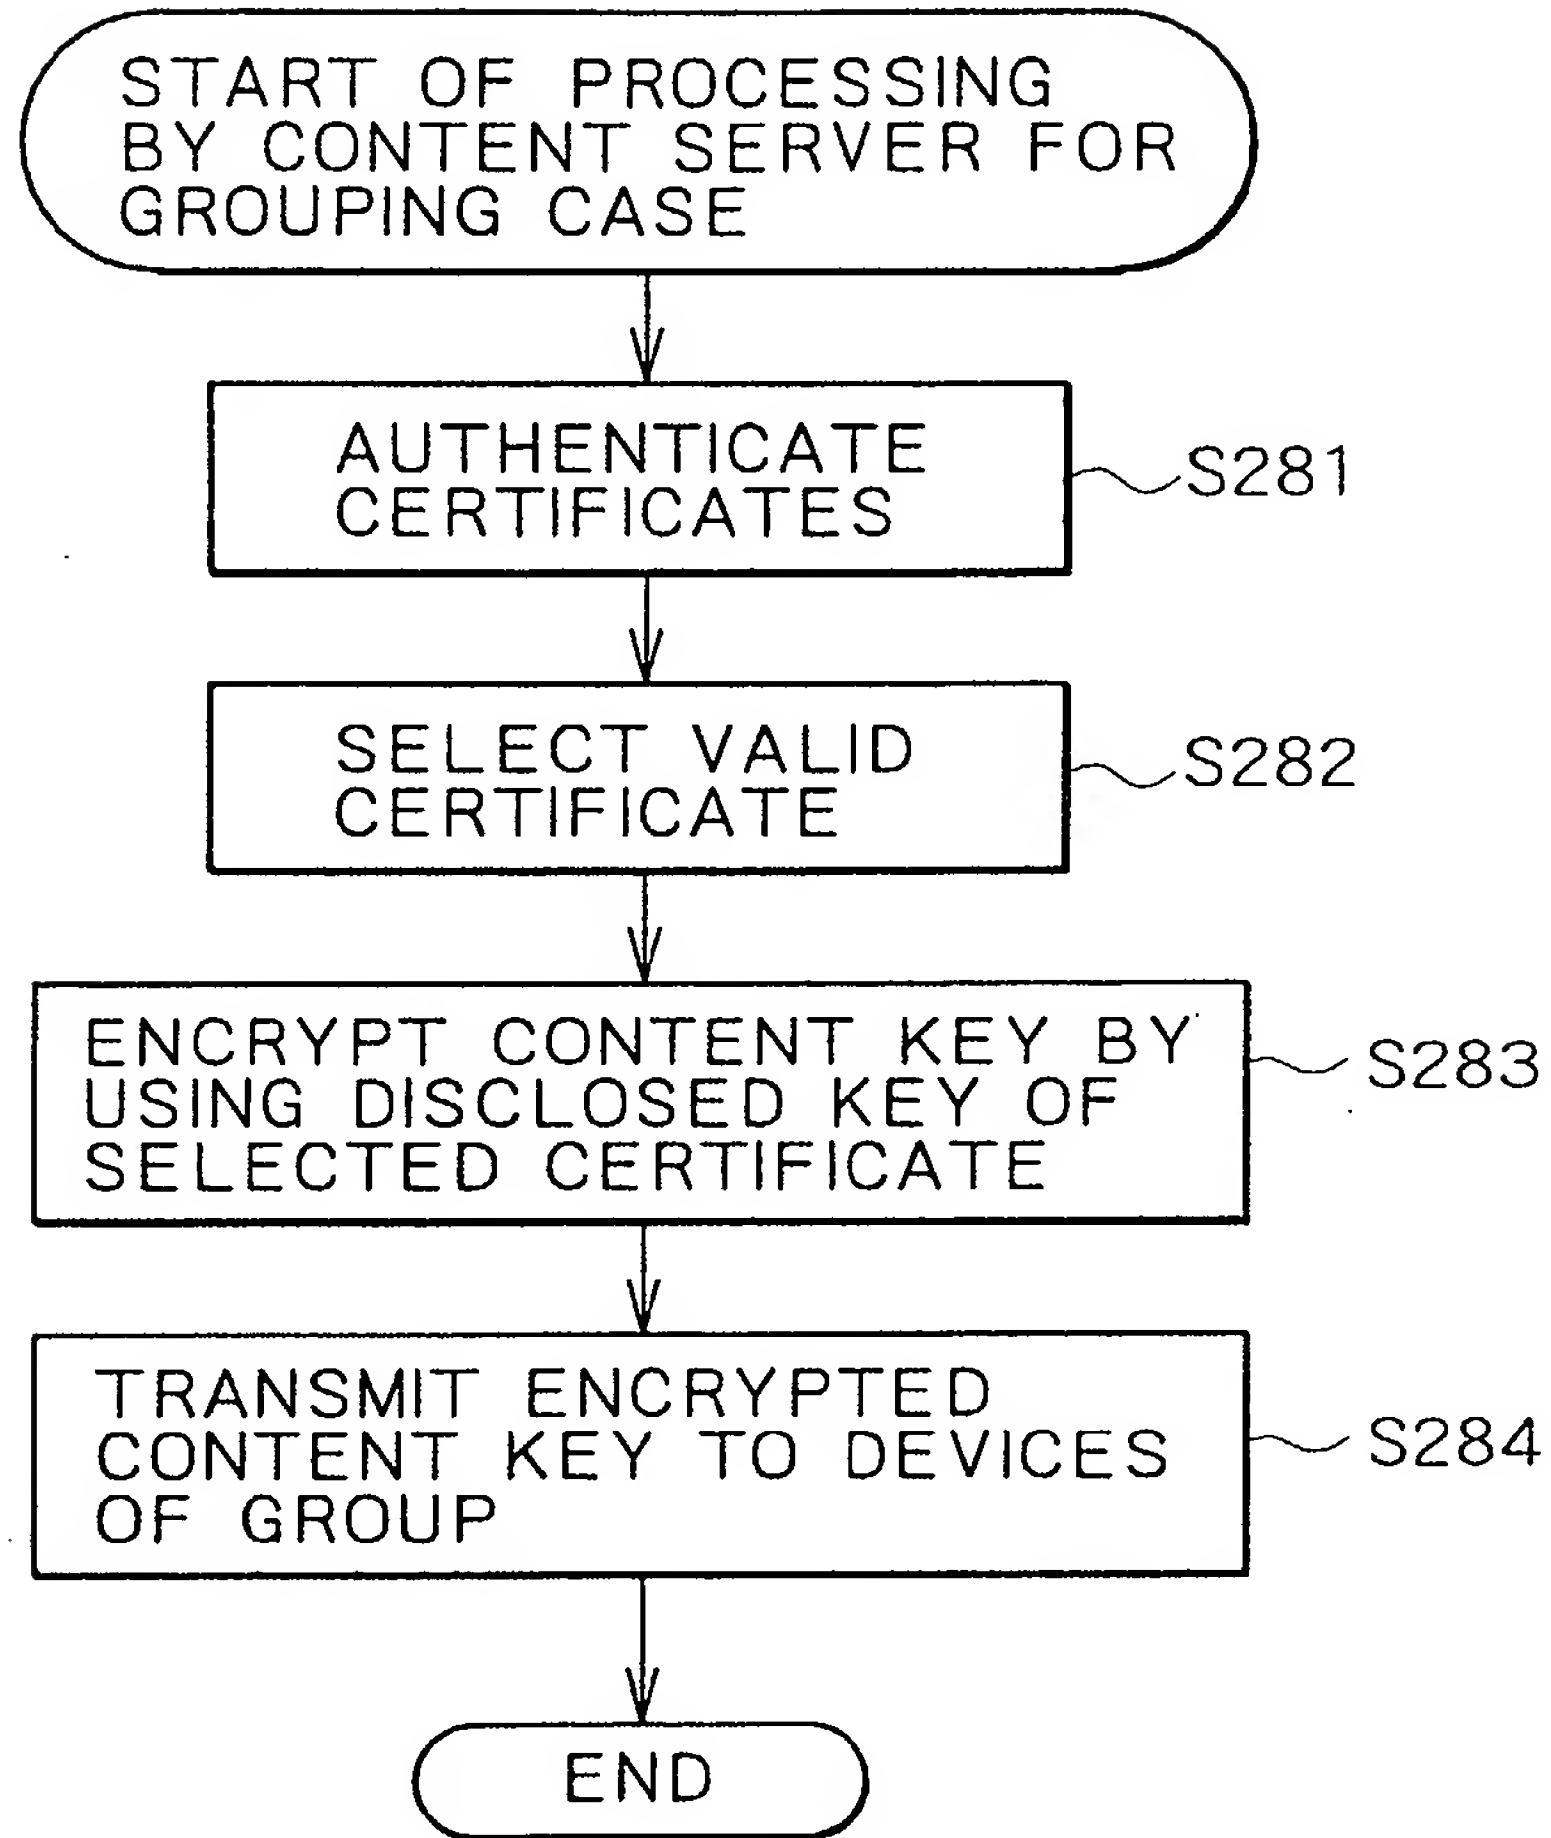 START OF PROCESSING
BY CONTENT SERVER FOR
GROUPING CASE
AUTHENTICATE
CERTIFICATES
S281
SELECT VALID
CERTIFICATE
S282
ENCRYPT CONTENT KEY BY
USING DISCLOSED KEY OF
SELECTED CERTIFICATE
S283
TRANSMIT ENCRYPTED
CONTENT KEY TO DEVICES
OF GROUP
S284
END